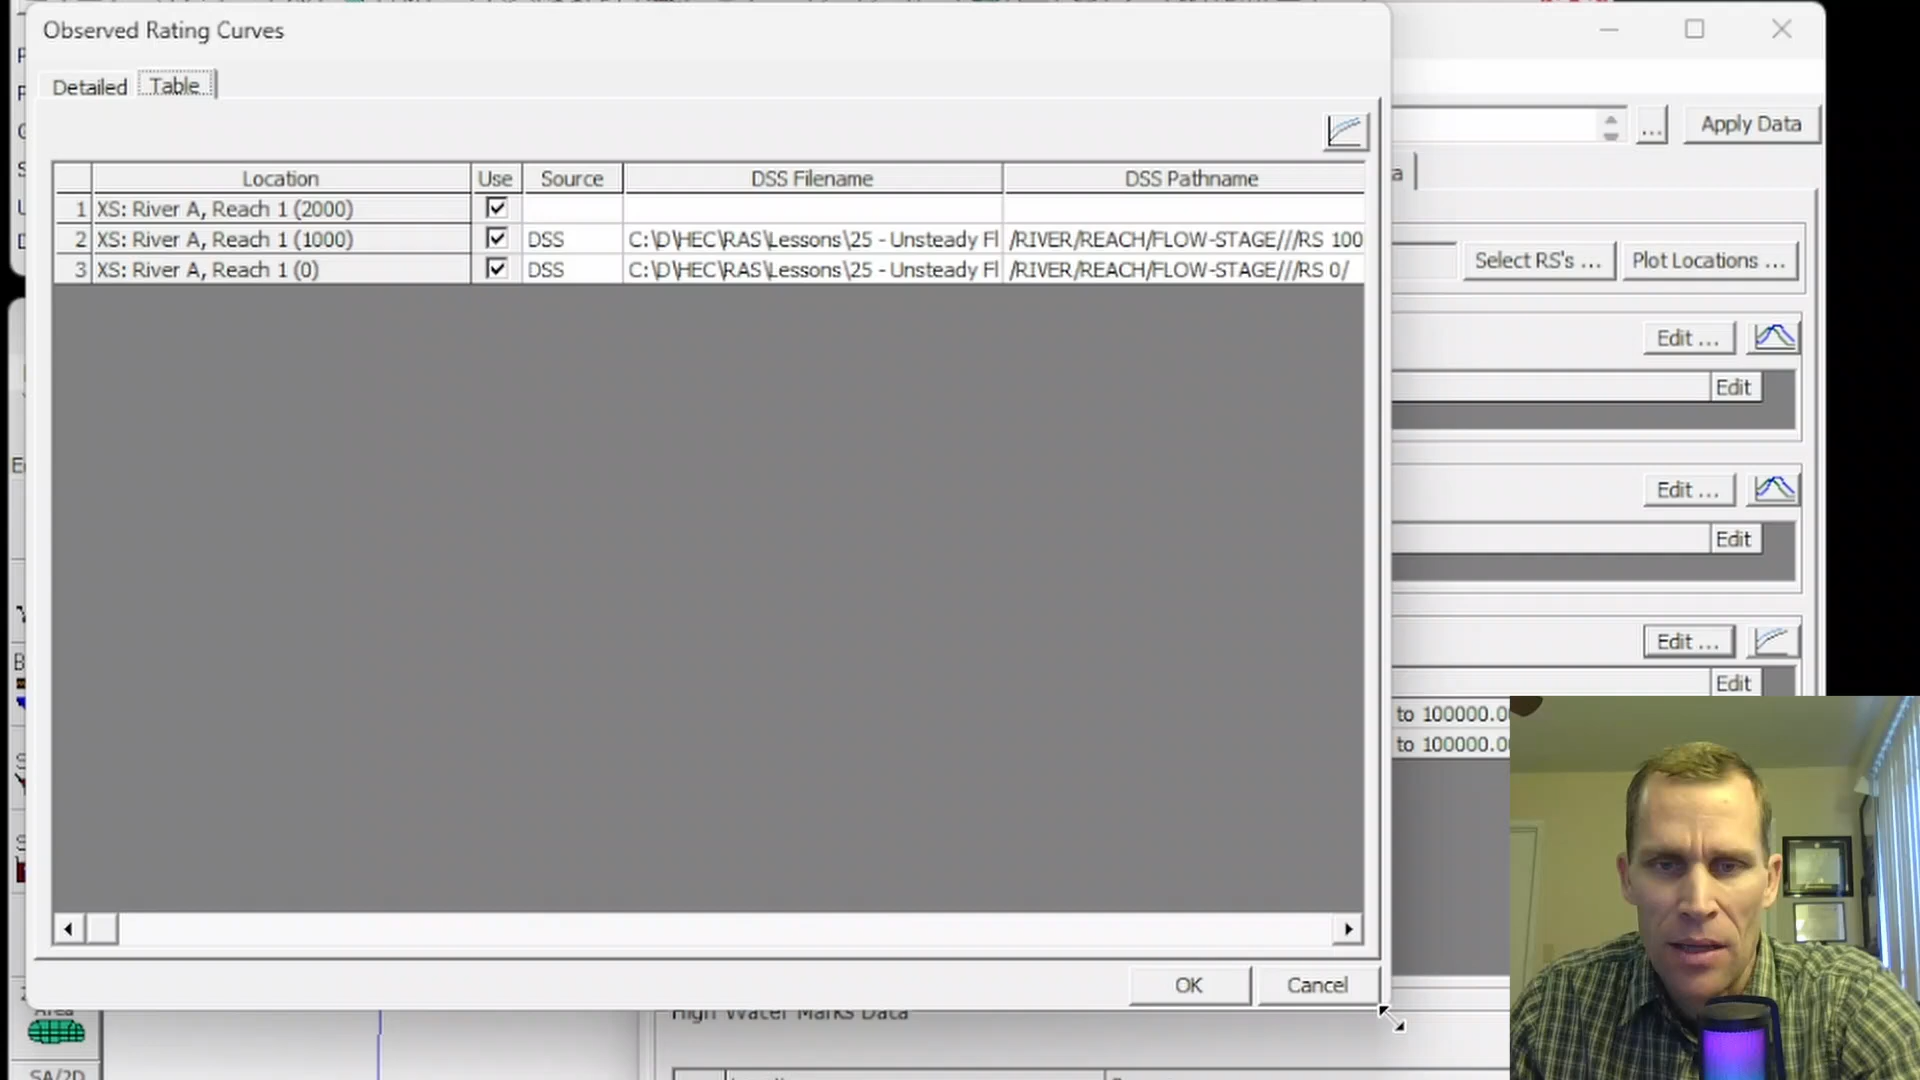 Observed Rating Curves
Detailed Table
Location Use Source DSS Filename DSS Pathname
1 XS: River A, Reach 1 (2000)
2 XS: River A, Reach 1 (1000) DSS C:\D\HEC\RAS\Lessons\25 - Unsteady Fl /RIVER/REACH/FLOW-STAGE///RS 100
3 XS: River A, Reach 1 (0) DSS C:\D\HEC\RAS\Lessons\25 - Unsteady Fl /RIVER/REACH/FLOW-STAGE///RS 0/
OK Cancel
... Apply Data
a
Select RS's ... Plot Locations ...
Edit ...
Edit
Edit ...
Edit
Edit ...
Edit
to 100000.0
to 100000.0
High Water Marks Data
Area
SA/2D